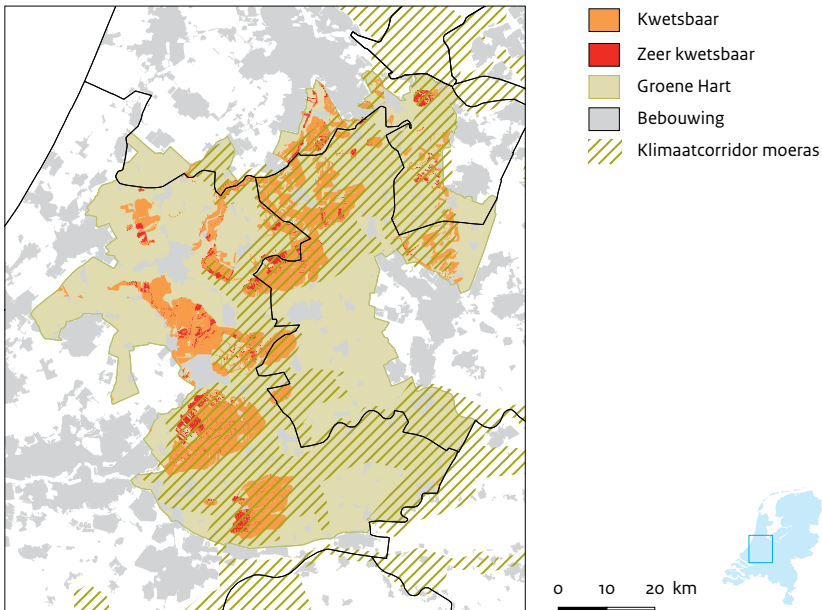 Kwetsbaar
Zeer kwetsbaar
Groene Hart
Bebouwing
Klimaatcorridor moeras
0 10 20 km